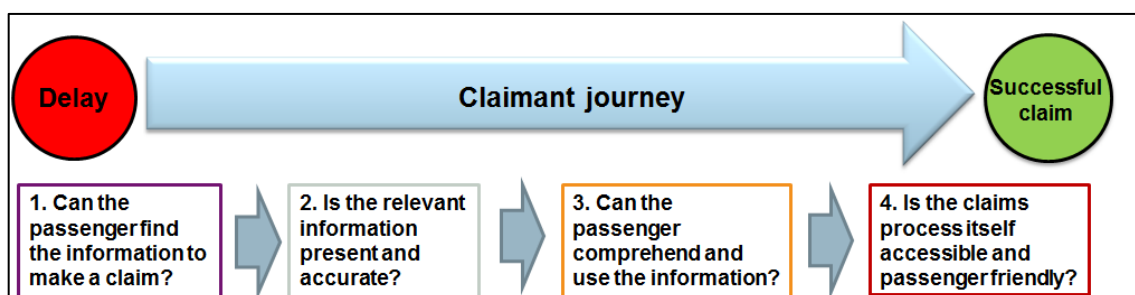 Delay
Claimant journey
Successful
claim
1. Can the
passenger find
the information to
make a claim?
2. Is the relevant
information
present and
accurate?
3. Can the
passenger
comprehend and
use the information?
4. Is the claims
process itself
accessible and
passenger friendly?